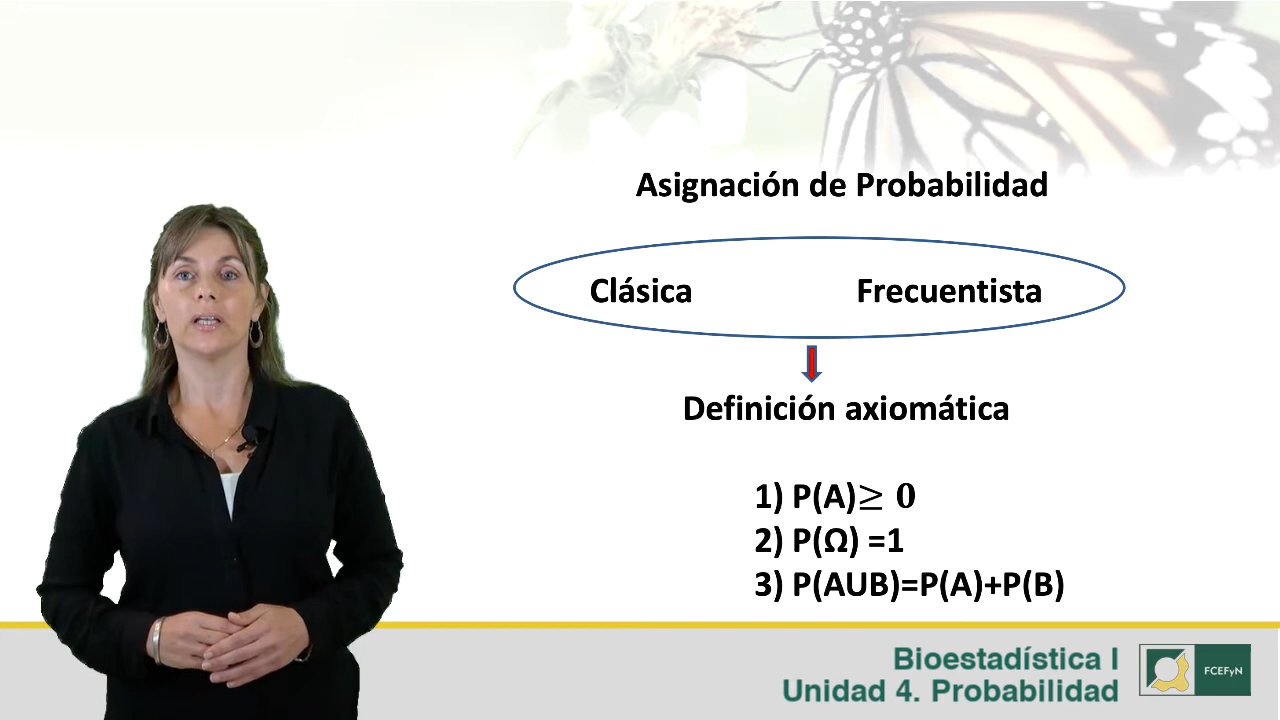 Asignación de Probabilidad
Clásica Frecuentista
Definición axiomática
1) P(A)≥ 0
2) P(Ω) =1
3) P(AUB)=P(A)+P(B)
Bioestadística I
Unidad 4. Probabilidad
FCEFyN